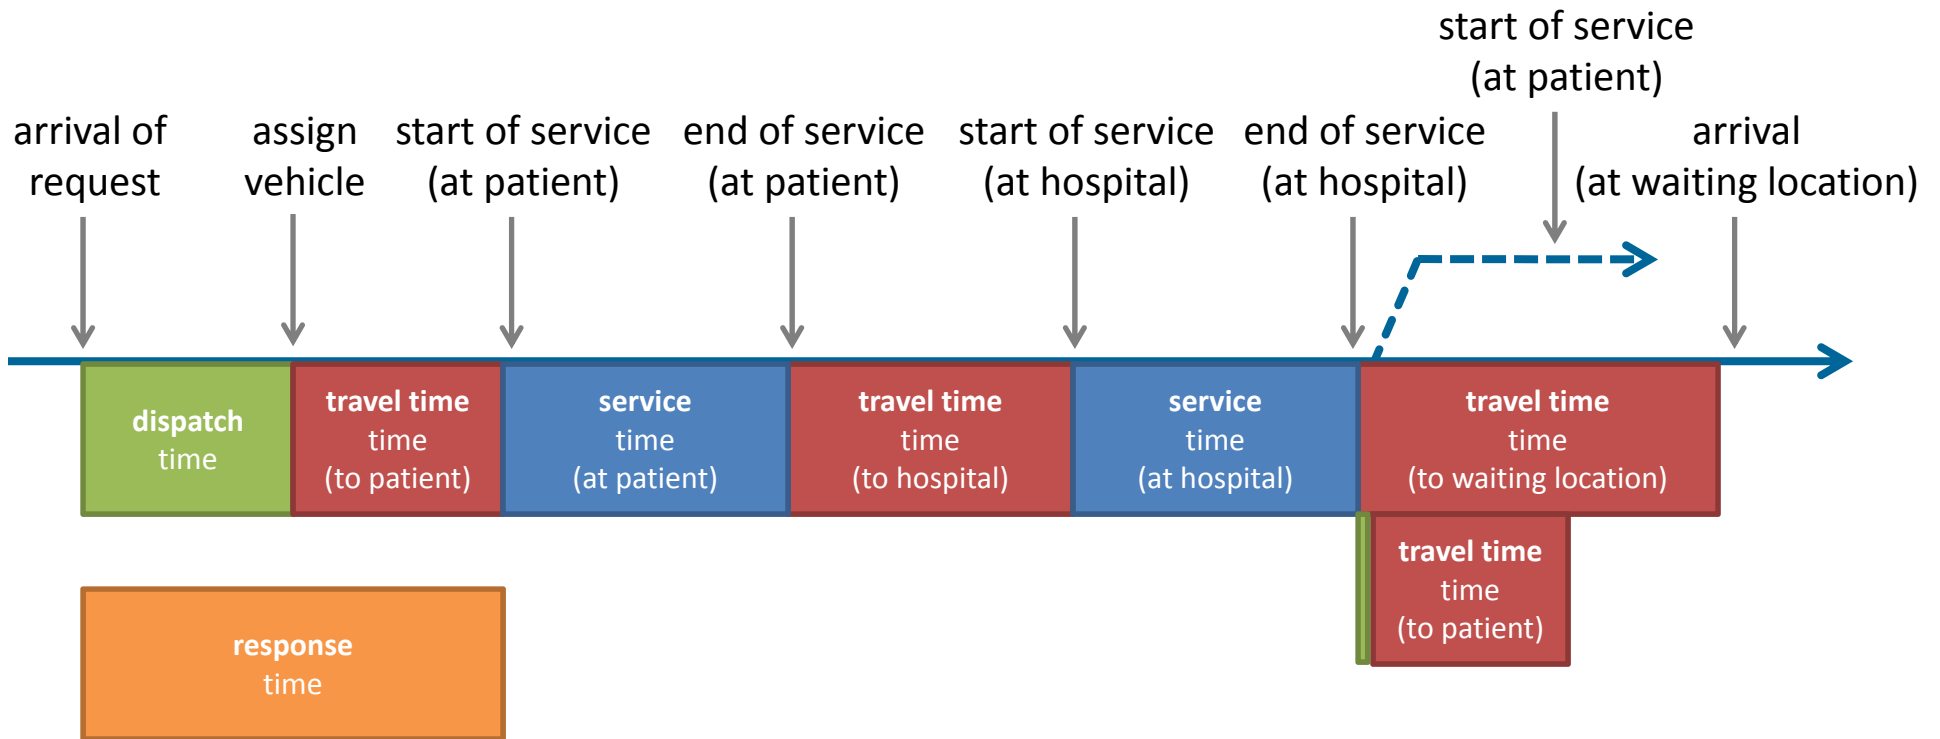 start of service
(at patient)
arrival of
request
assign
vehicle
start of service
(at patient)
end of service
(at patient)
start of service
(at hospital)
end of service
(at hospital)
arrival
(at waiting location)
dispatch
time
travel time
time
(to patient)
service
time
(at patient)
travel time
time
(to hospital)
service
time
(at hospital)
travel time
time
(to waiting location)
travel time
time
(to patient)
response
time